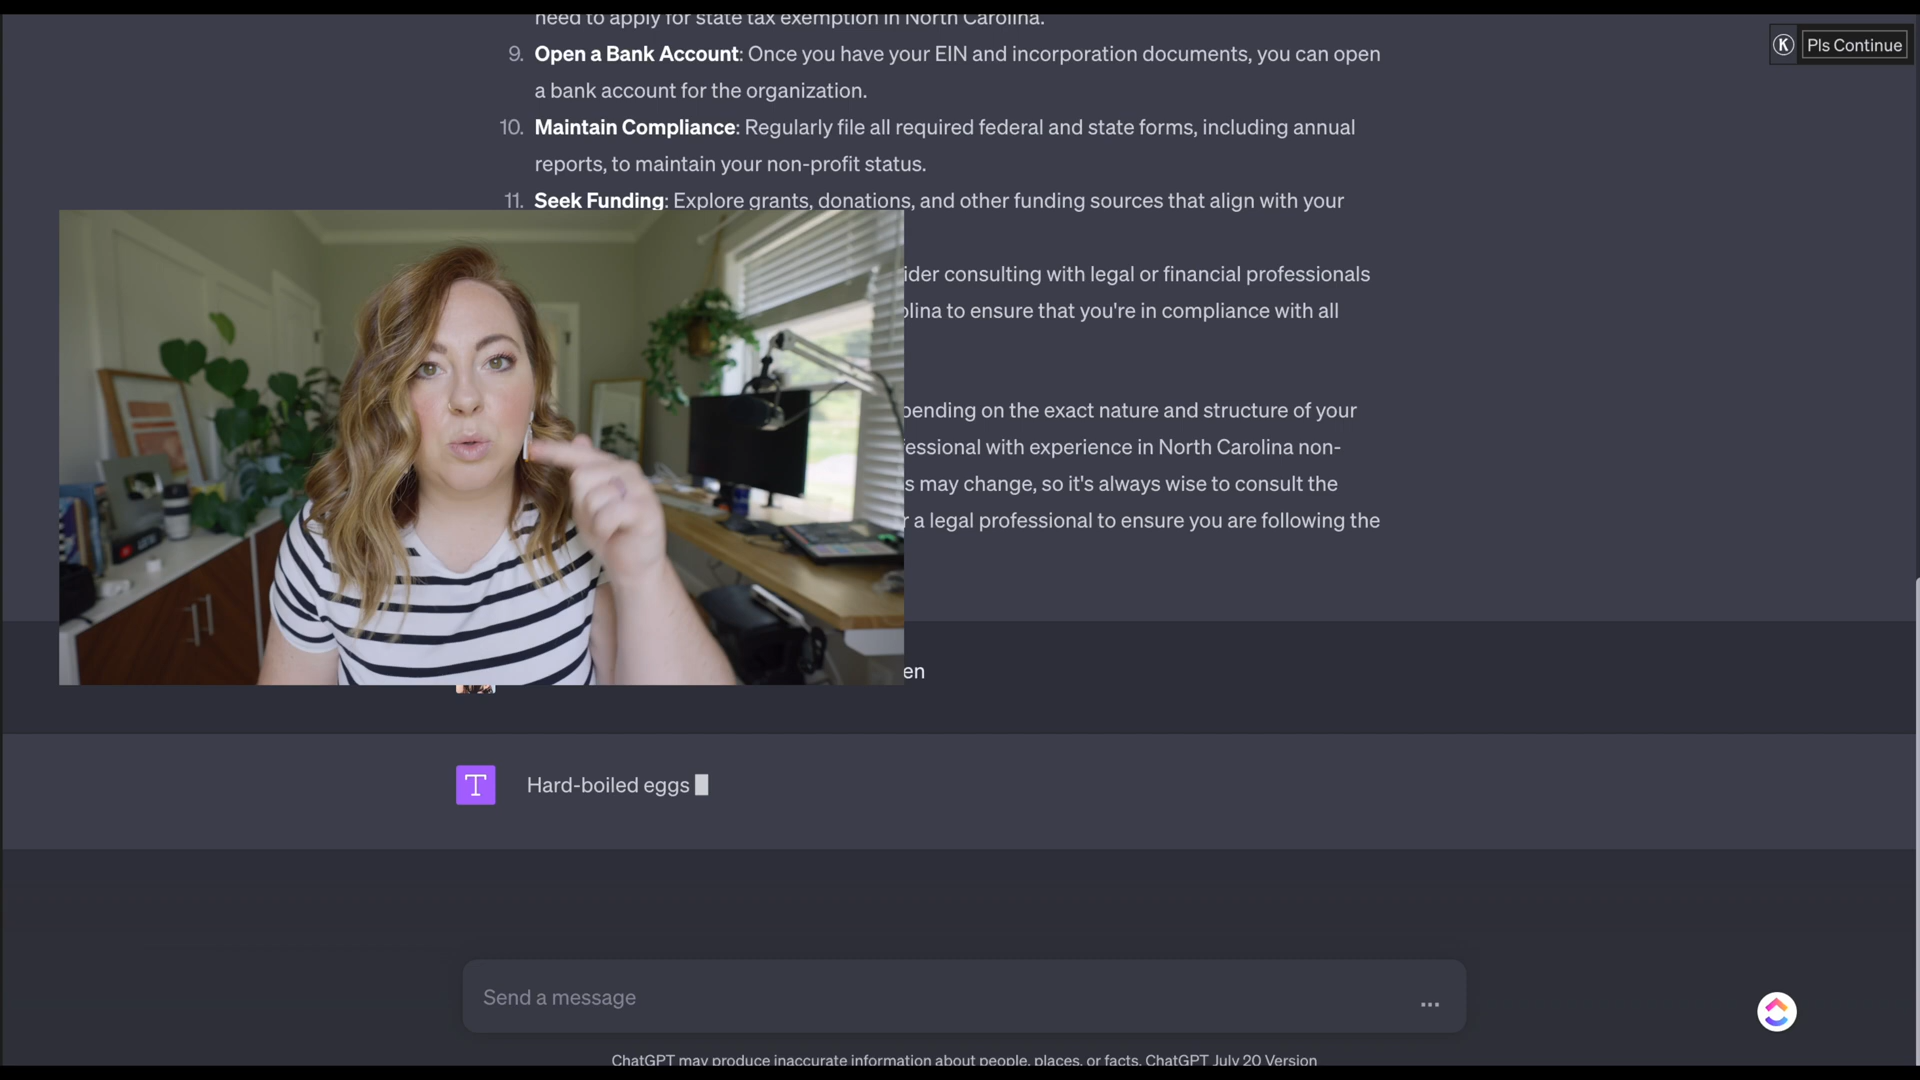 need to apply for state tax exemption in North Carolina.
9. Open a Bank Account: Once you have your EIN and incorporation documents, you can open
a bank account for the organization.
10. Maintain Compliance: Regularly file all required federal and state forms, including annual
reports, to maintain your non-profit status.
11. Seek Funding: Explore grants, donations, and other funding sources that align with your
ider consulting with legal or financial professionals
olina to ensure that you're in compliance with all
pending on the exact nature and structure of your
essional with experience in North Carolina non-
s may change, so it's always wise to consult the
r a legal professional to ensure you are following the
K Pls Continue
en
T Hard-boiled eggs
Send a message
ChatGPT may produce inaccurate information about people, places, or facts. ChatGPT July 20 Version